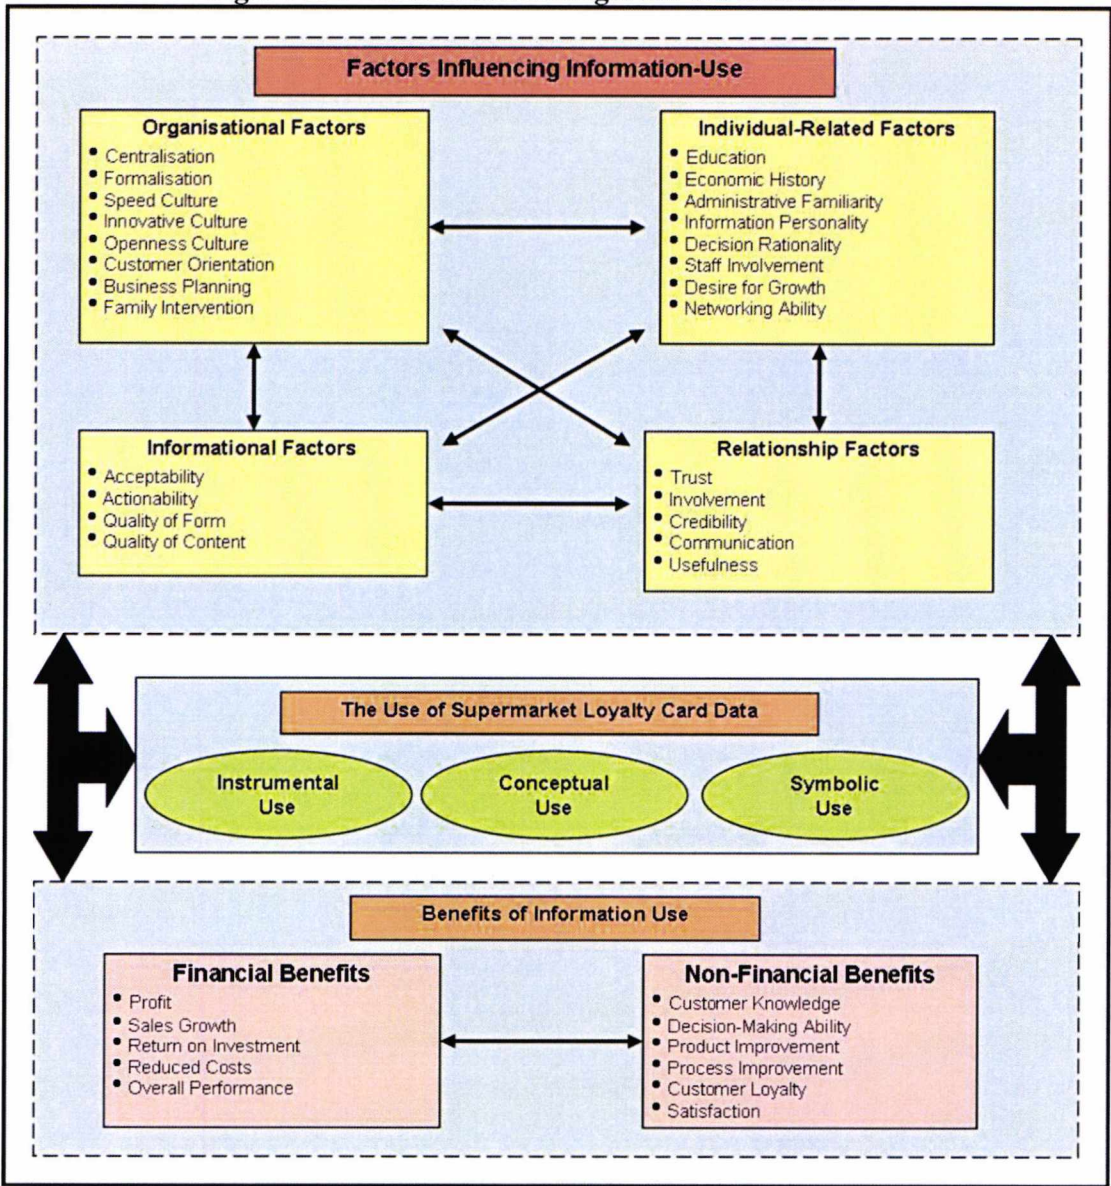 Factors Influencing Information-Use
Organisational Factors
• Centralisation
• Formalisation
• Speed Culture
• Innovative Culture
• Openness Culture
• Customer Orientation
• Business Planning
• Family Intervention
Individual-Related Factors
• Education
• Economic History
• Administrative Familiarity
• Information Personality
• Decision Rationality
• Staff Involvement
• Desire for Growth
• Networking Ability
Informational Factors
• Acceptability
• Actionability
• Quality of Form
• Quality of Content
Relationship Factors
• Trust
• Involvement
• Credibility
• Communication
• Usefulness
The Use of Supermarket Loyalty Card Data
Instrumental
Use
Conceptual
Use
Symbolic
Use
Benefits of Information Use
Financial Benefits
• Profit
• Sales Growth
• Return on Investment
• Reduced Costs
• Overall Performance
Non-Financial Benefits
• Customer Knowledge
• Decision-Making Ability
• Product Improvement
• Process Improvement
• Customer Loyalty
• Satisfaction